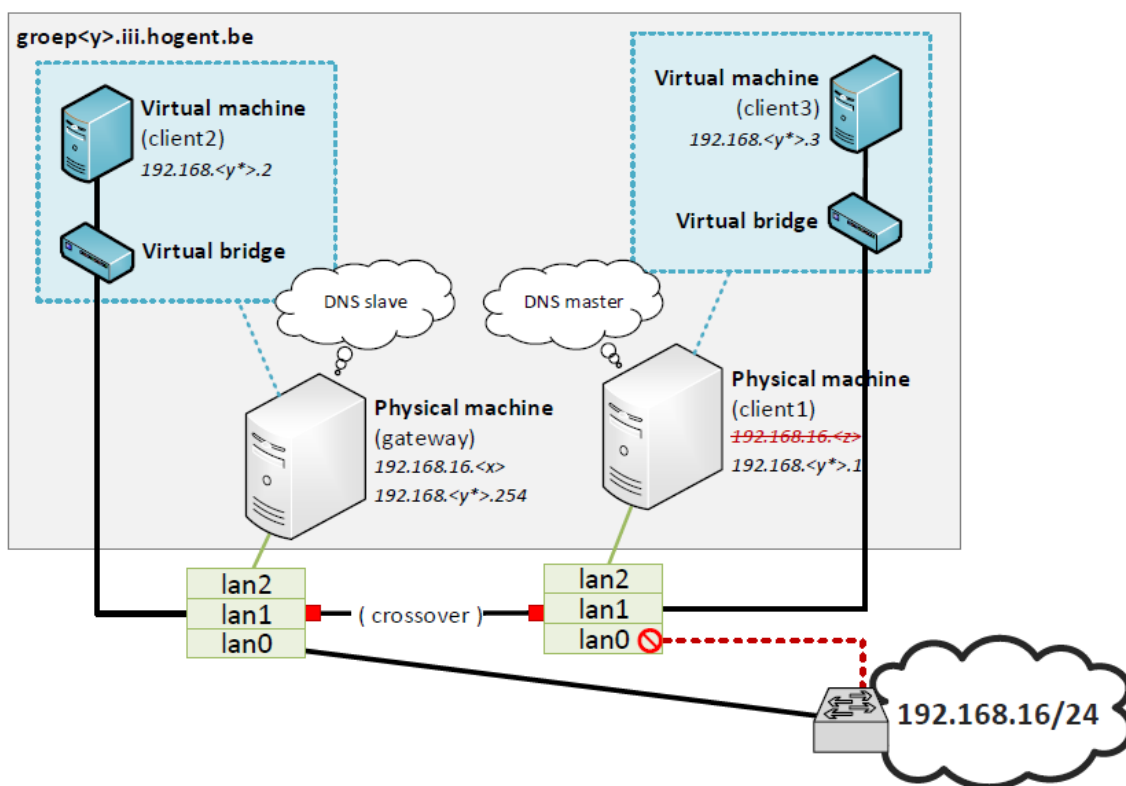 groep<y>.iii.hogent.be
Virtual machine
(client2)
192.168.<y*>.2
Virtual bridge
Virtual machine
(client3)
192.168.<y*>.3
Virtual bridge
DNS slave
DNS master
Physical machine
(gateway)
192.168.16.<x>
192.168.<y*>.254
Physical machine
(client1)
192.168.16.<z>
192.168.<y*>.1
lan2
lan1
lan0
( crossover )
lan2
lan1
lan0
192.168.16/24